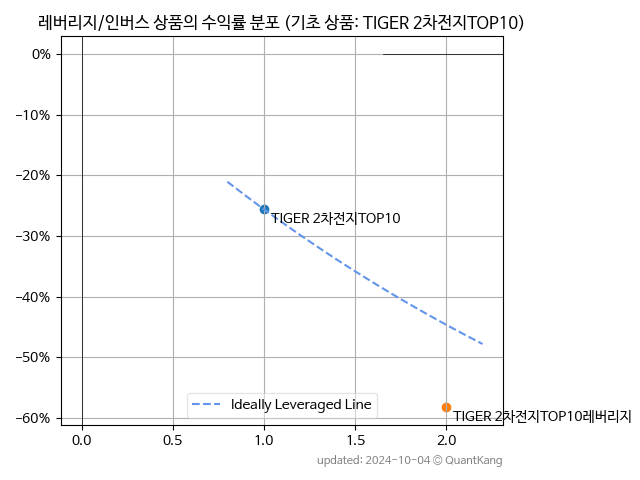 레버리지/인버스 상품의 수익률 분포 (기초 상품: TIGER 2차전지TOP10)
0%
-10%
-20%
TIGER 2차전지TOP10
-30%
-40%
-50%
Ideally Leveraged Line
TIGER 2차전지TOP10레버리지
-60%
0.0 0.5 1.0 1.5 2.0
updated: 2024-10-04 © QuantKang